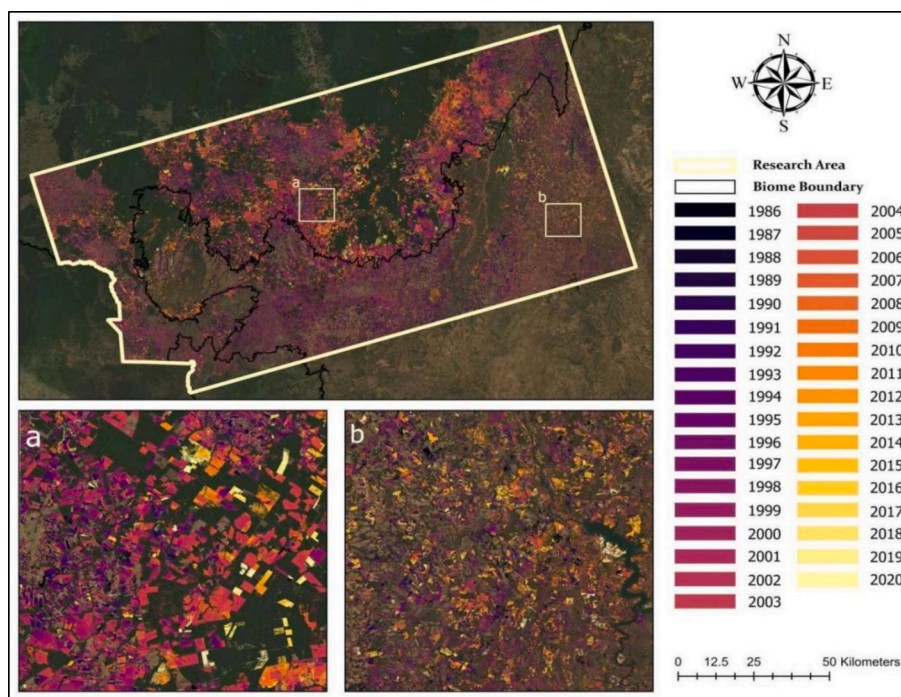 a
b
a
b
N
W E
S
Research Area
Biome Boundary
1986 2004
1987 2005
1988 2006
1989 2007
1990 2008
1991 2009
1992 2010
1993 2011
1994 2012
1995 2013
1996 2014
1997 2015
1998 2016
1999 2017
2000 2018
2001 2019
2002 2020
2003
0 12.5 25 50 Kilometers